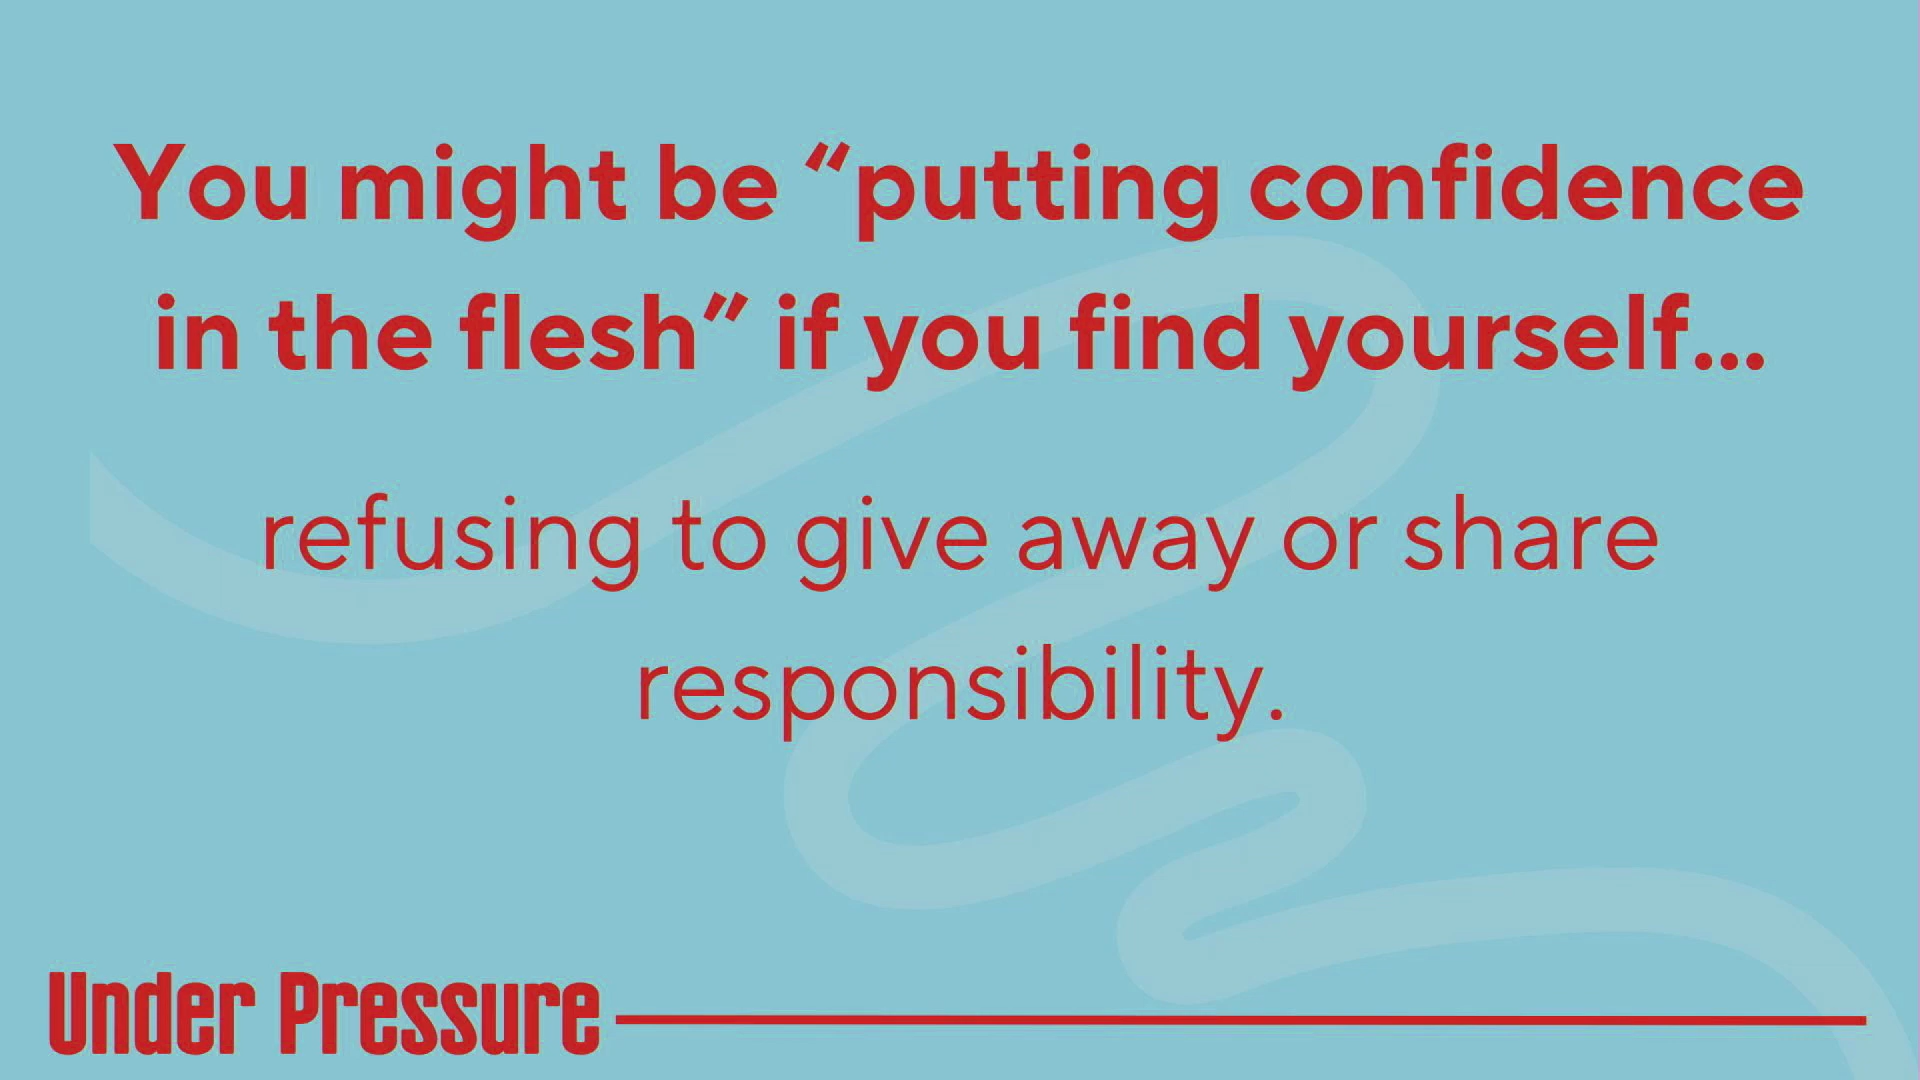 You might be “putting confidence
in the flesh” if you find yourself...
refusing to give away or share
responsibility.
Under Pressure